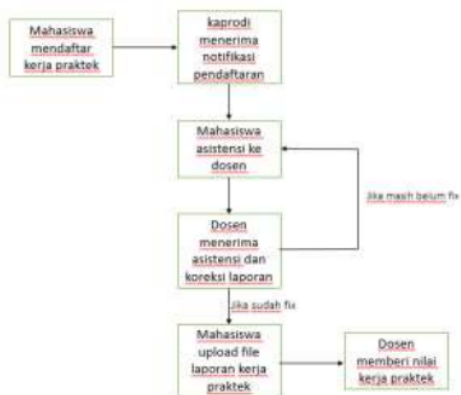 Mahasiswa
mendaftar
kerja praktek
kaprodi
menerima
notifikasi
pendaftaran
Mahasiswa
asistensi ke
dosen
Jika masih belum fix
Dosen
menerima
asistensi dan
koreksi laporan
Jika sudah fix
Mahasiswa
upload file
laporan kerja
praktek
Dosen
memberi nilai
kerja praktek